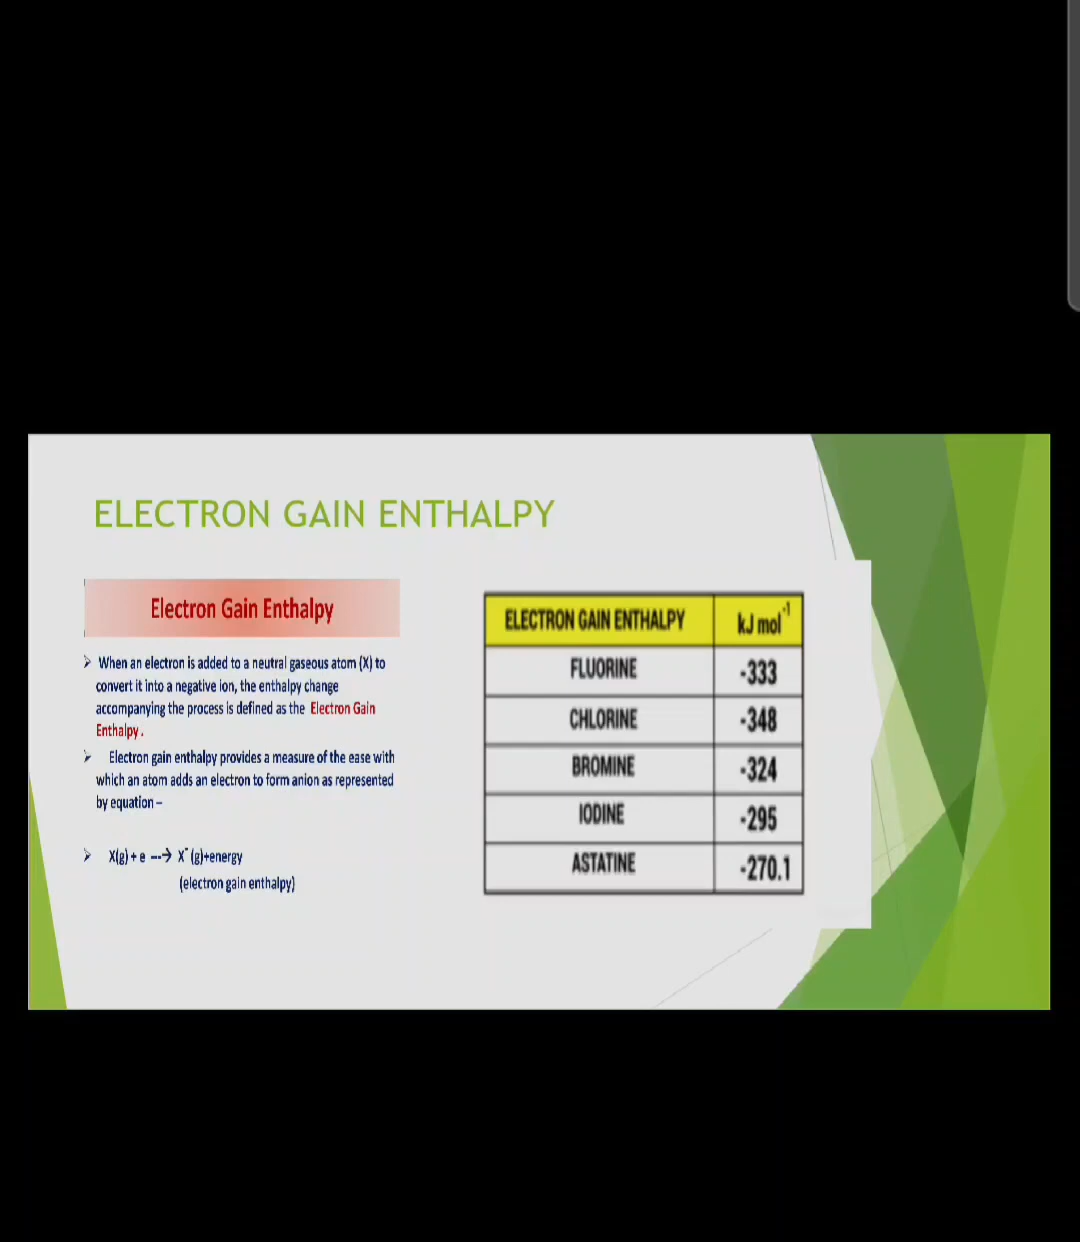 ELECTRON GAIN ENTHALPY
Electron Gain Enthalpy
➢ When an electron is added to a neutral gaseous atom (X) to
convert it into a negative ion, the enthalpy change
accompanying the process is defined as the Electron Gain
Enthalpy .
➢ Electron gain enthalpy provides a measure of the ease with
which an atom adds an electron to form anion as represented
by equation –
➢ X(g) + e ---→ X⁻ (g)+energy
(electron gain enthalpy)
ELECTRON GAIN ENTHALPY kJ mol⁻¹
FLUORINE -333
CHLORINE -348
BROMINE -324
IODINE -295
ASTATINE -270.1